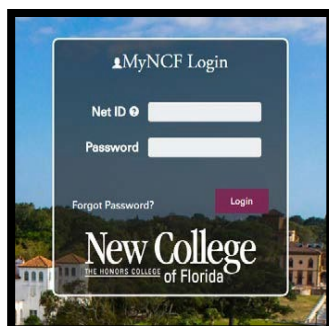 MyNCF Login
Net ID ?
Password
Forgot Password? Login
New College
THE HONORS COLLEGE of Florida